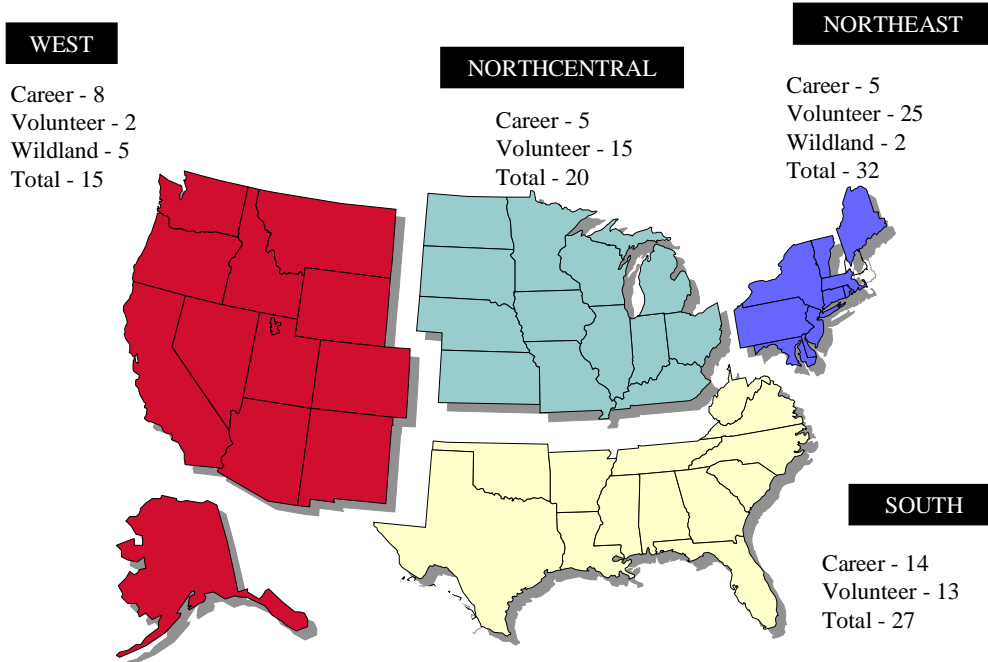 WEST
Career - 8
Volunteer - 2
Wildland - 5
Total - 15
NORTHCENTRAL
Career - 5
Volunteer - 15
Total - 20
NORTHEAST
Career - 5
Volunteer - 25
Wildland - 2
Total - 32
SOUTH
Career - 14
Volunteer - 13
Total - 27